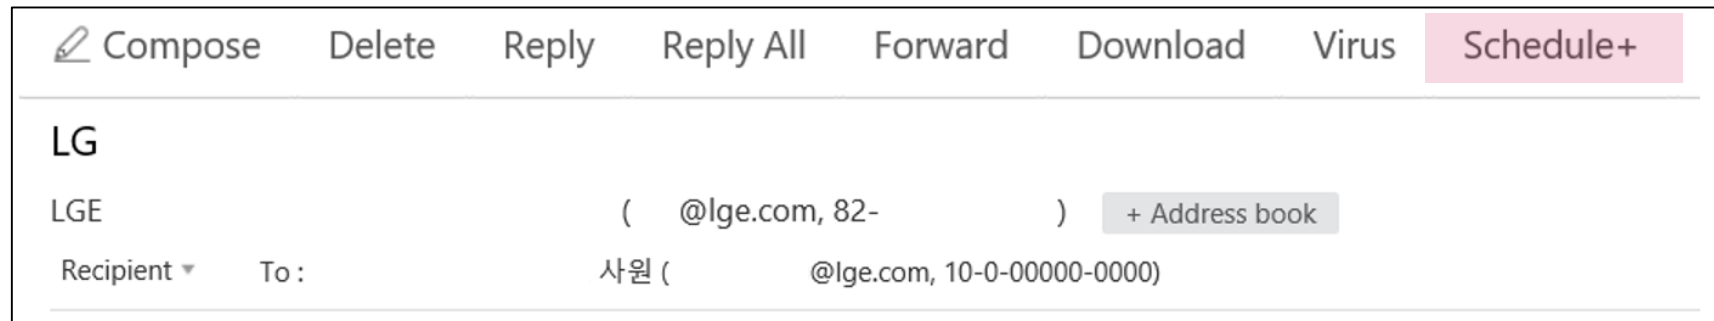 Compose Delete Reply Reply All Forward Download Virus Schedule+
LG
LGE ( @lge.com, 82- ) + Address book
Recipient To : 사원 ( @lge.com, 10-0-00000-0000)